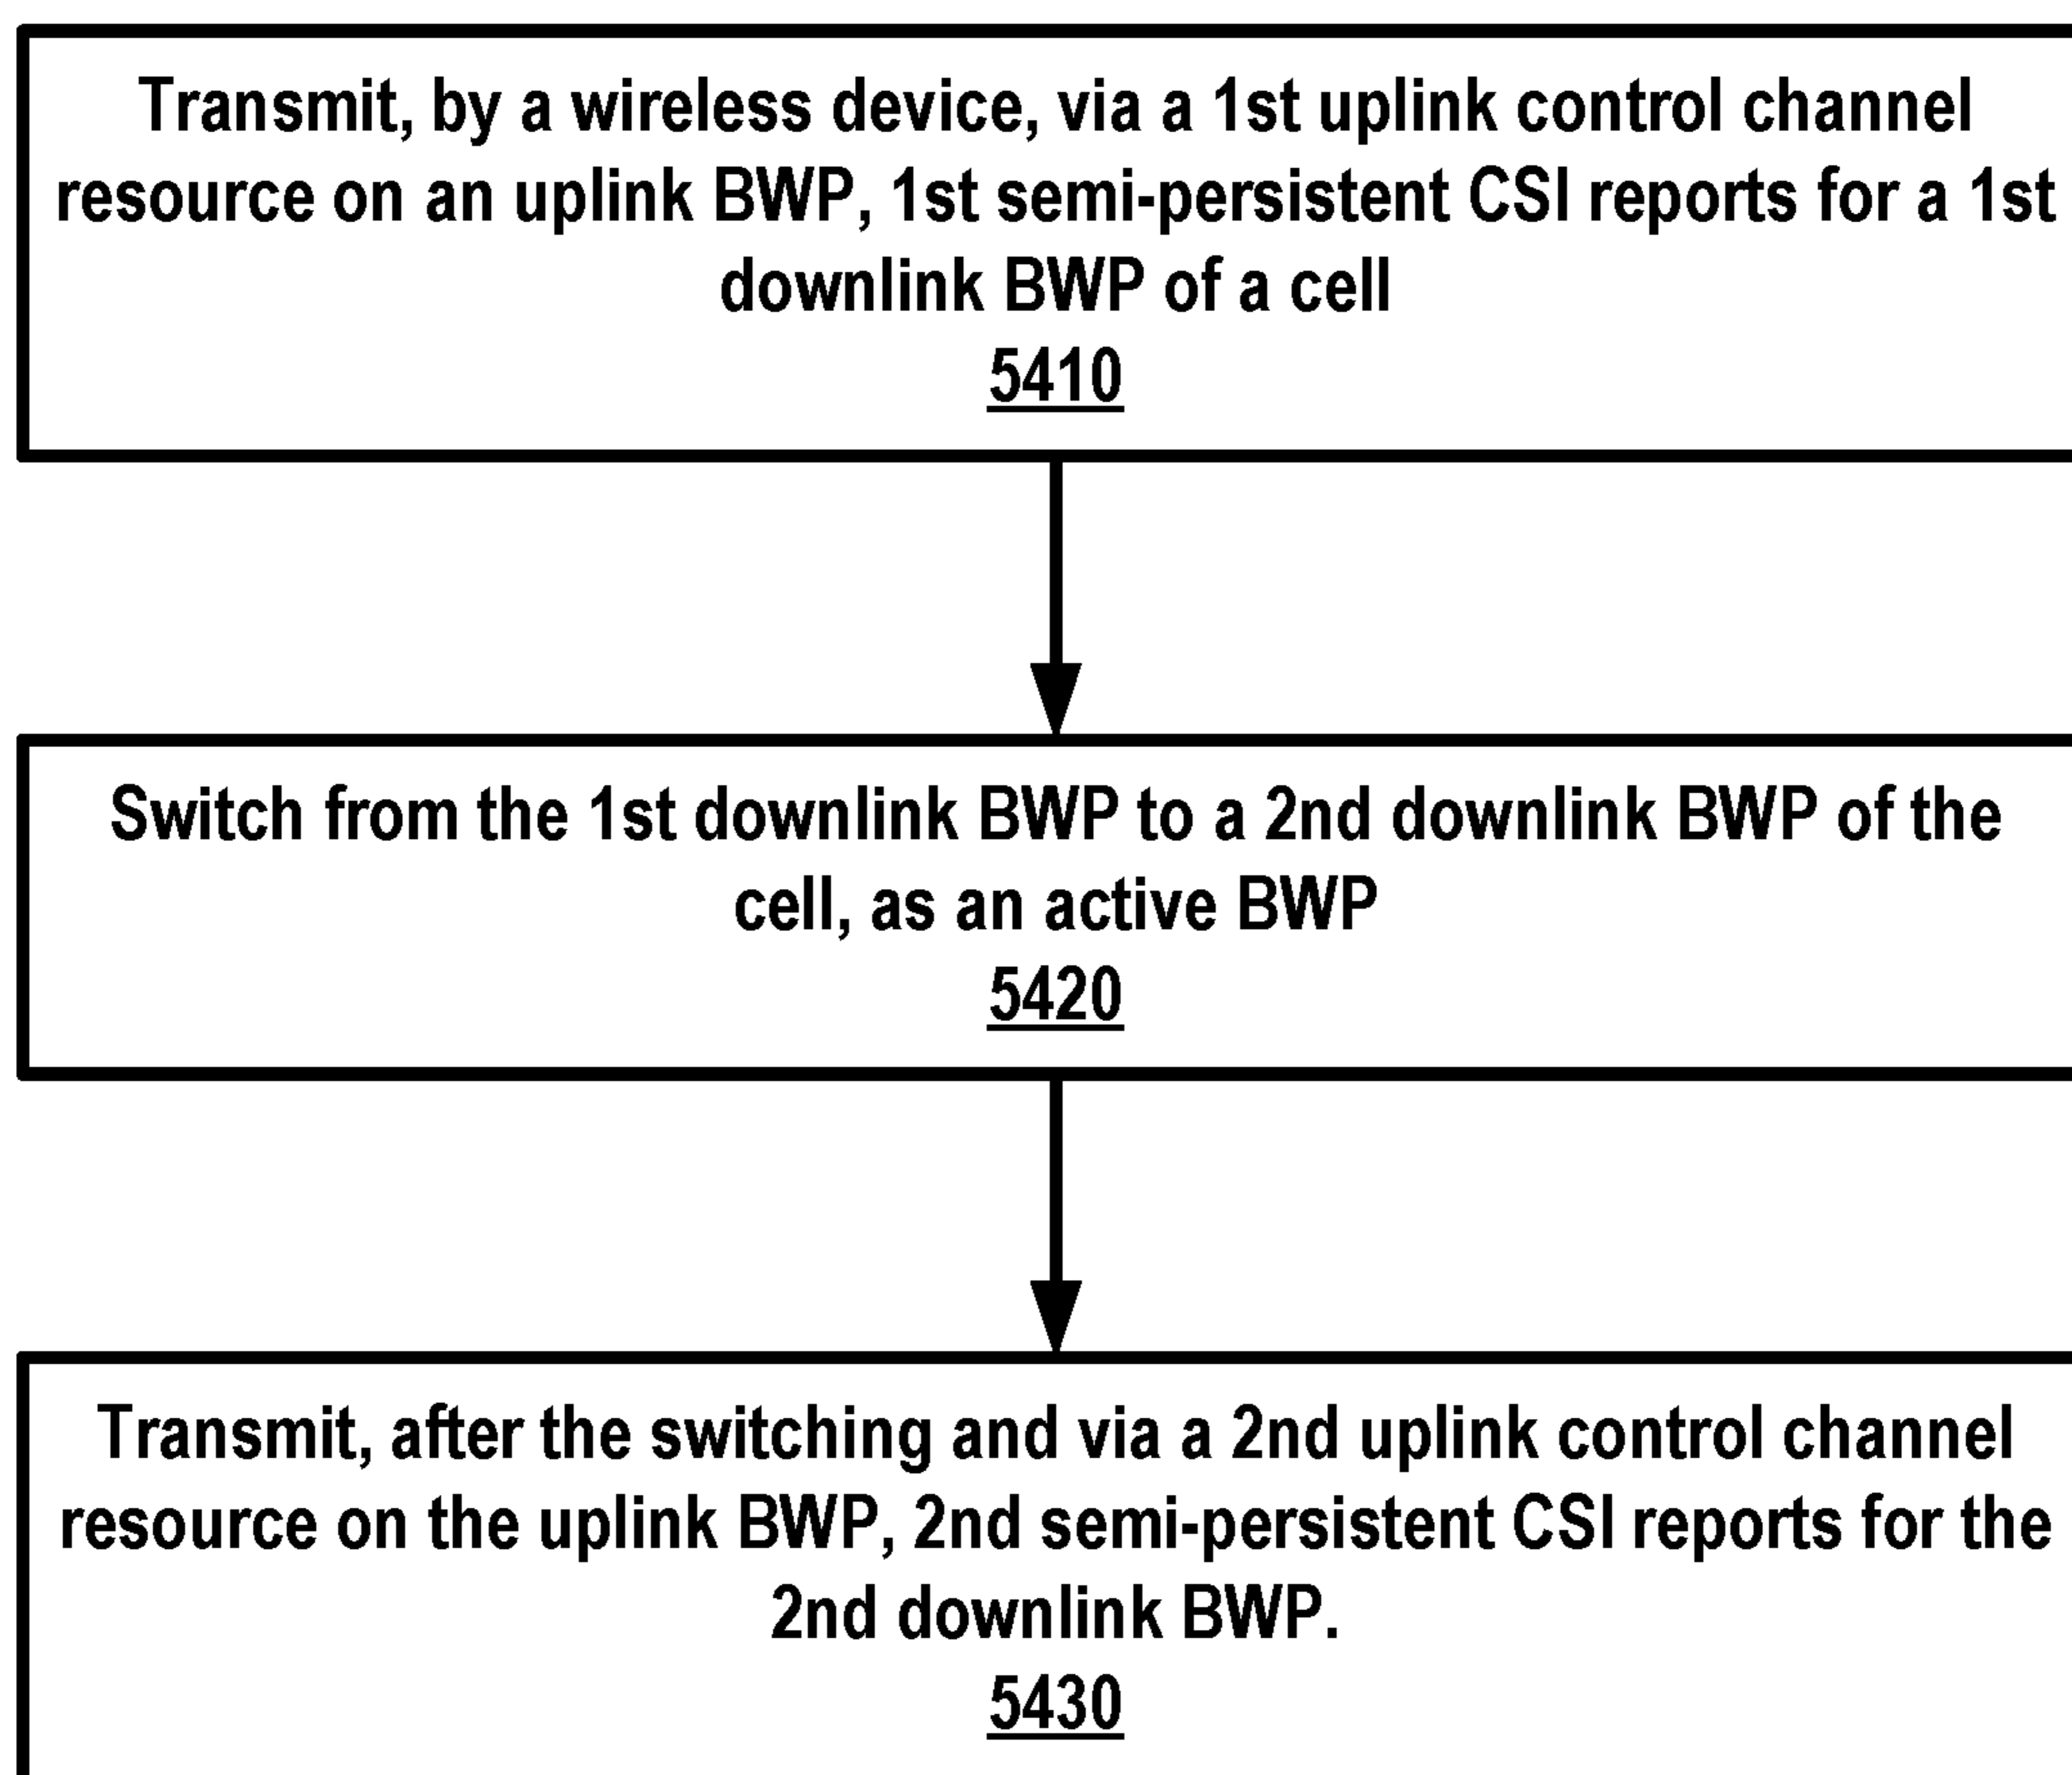 Transmit, by a wireless device, via a 1st uplink control channel
resource on an uplink BWP, 1st semi-persistent CSI reports for a 1st
downlink BWP of a cell
5410
Switch from the 1st downlink BWP to a 2nd downlink BWP of the
cell, as an active BWP
5420
Transmit, after the switching and via a 2nd uplink control channel
resource on the uplink BWP, 2nd semi-persistent CSI reports for the
2nd downlink BWP.
5430